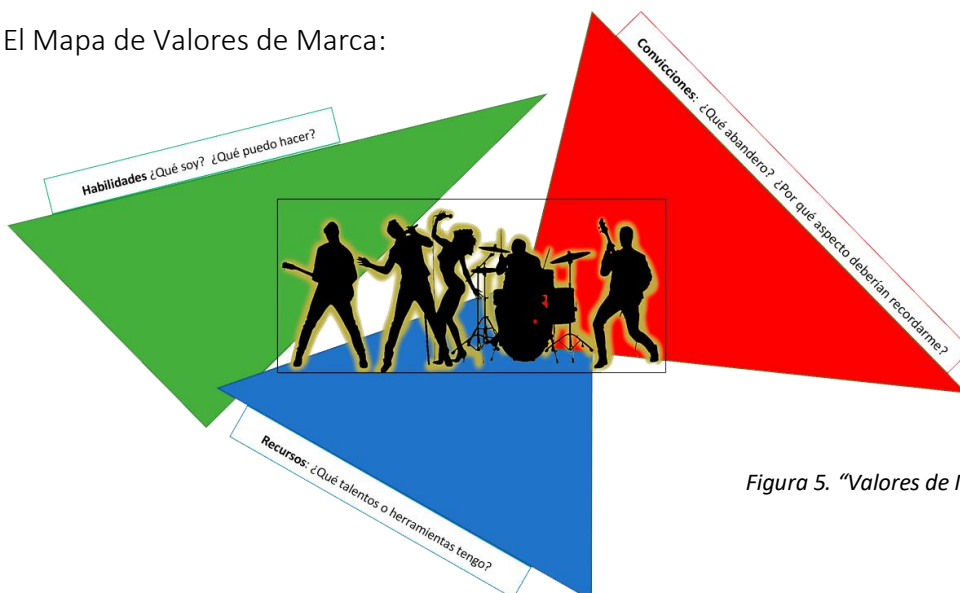 El Mapa de Valores de Marca:
Habilidades ¿Qué soy? ¿Qué puedo hacer?
Convicciones: ¿Qué abandero? ¿Por qué aspecto deberían recordarme?
Recursos: ¿Qué talentos o herramientas tengo?
Figura 5. “Valores de